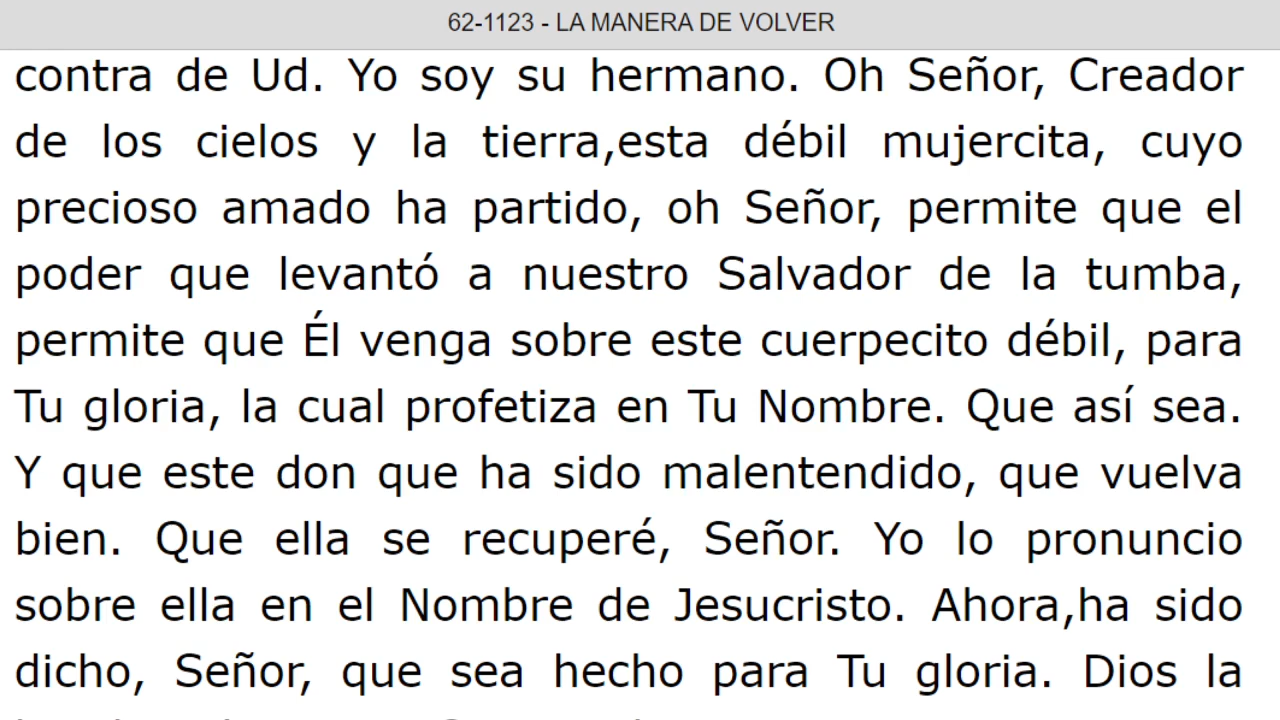 62-1123 - LA MANERA DE VOLVER
contra de Ud. Yo soy su hermano. Oh Señor, Creador
de los cielos y la tierra,esta débil mujercita, cuyo
precioso amado ha partido, oh Señor, permite que el
poder que levantó a nuestro Salvador de la tumba,
permite que Él venga sobre este cuerpecito débil, para
Tu gloria, la cual profetiza en Tu Nombre. Que así sea.
Y que este don que ha sido malentendido, que vuelva
bien. Que ella se recuperé, Señor. Yo lo pronuncio
sobre ella en el Nombre de Jesucristo. Ahora,ha sido
dicho, Señor, que sea hecho para Tu gloria. Dios la